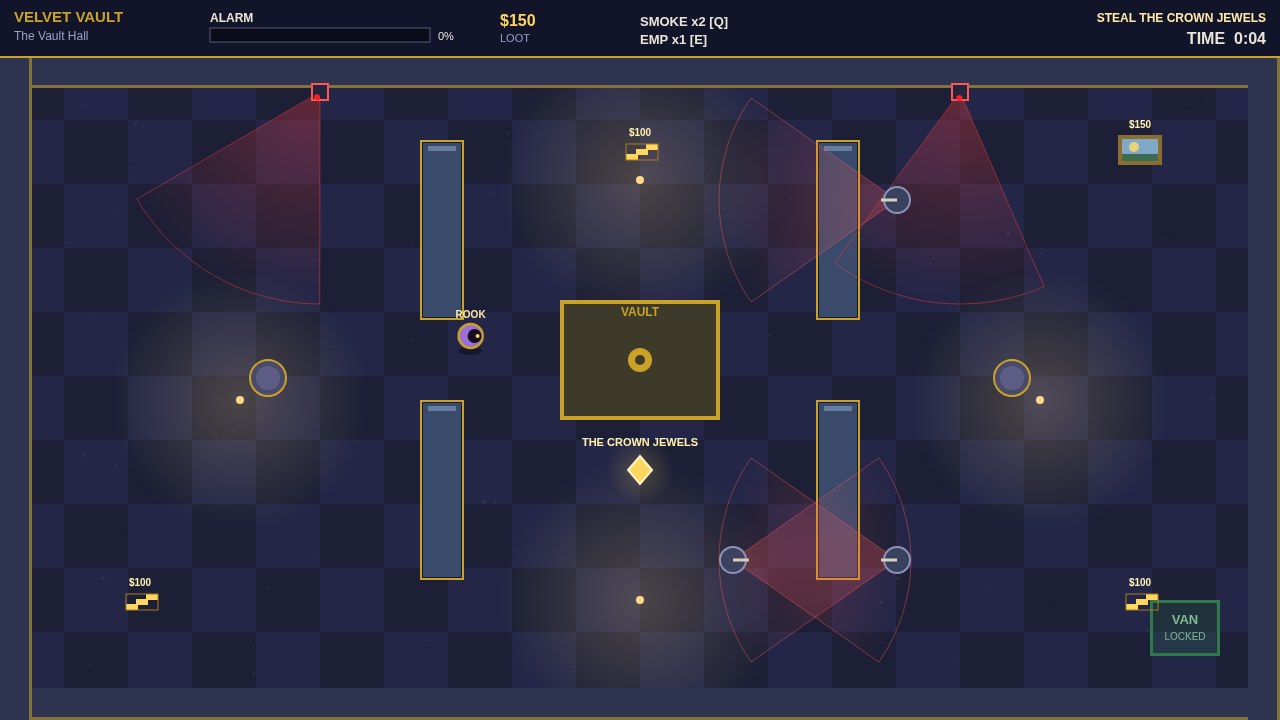 VELVET VAULT
The Vault Hall
ALARM
0%
$150
LOOT
SMOKE x2 [Q]
EMP x1 [E]
STEAL THE CROWN JEWELS
TIME 0:04
$100
$150
ROOK
VAULT
THE CROWN JEWELS
$100
$100
VAN
LOCKED